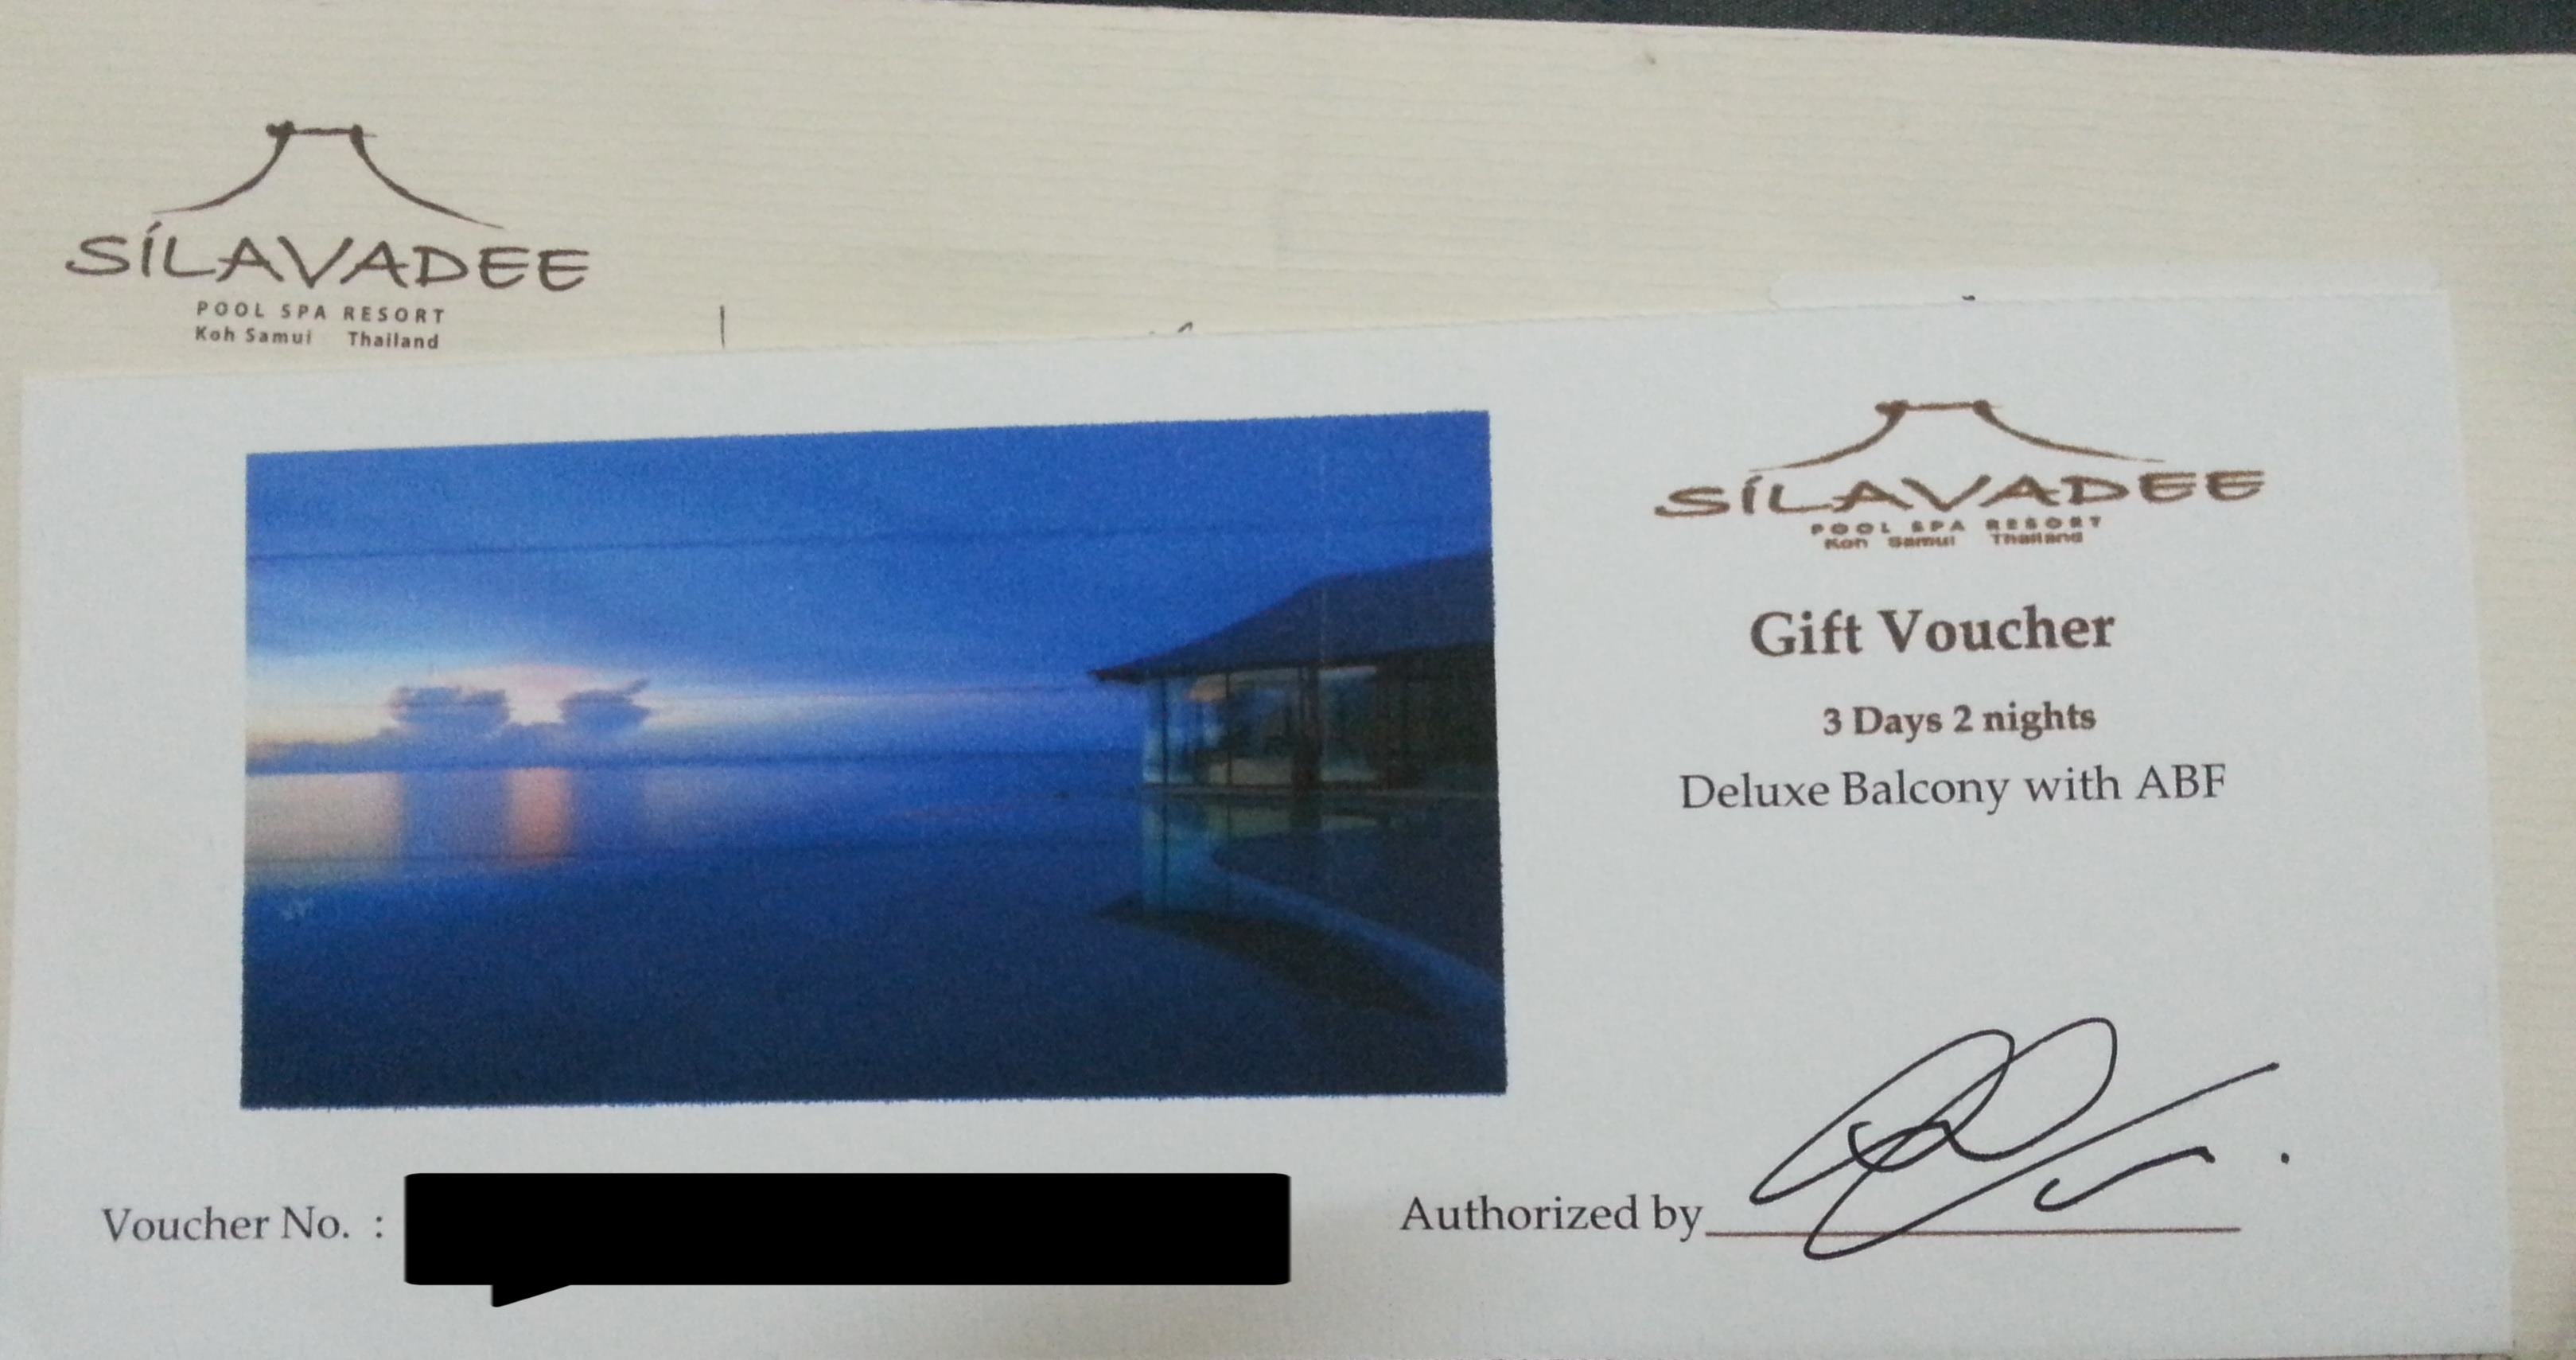 SÍLAVADEE
POOL SPA RESORT
Koh Samui Thailand
SÍLAVADEE
POOL SPA RESORT
Koh Samui Thailand
Gift Voucher
3 Days 2 nights
Deluxe Balcony with ABF
Voucher No. :
Authorized by